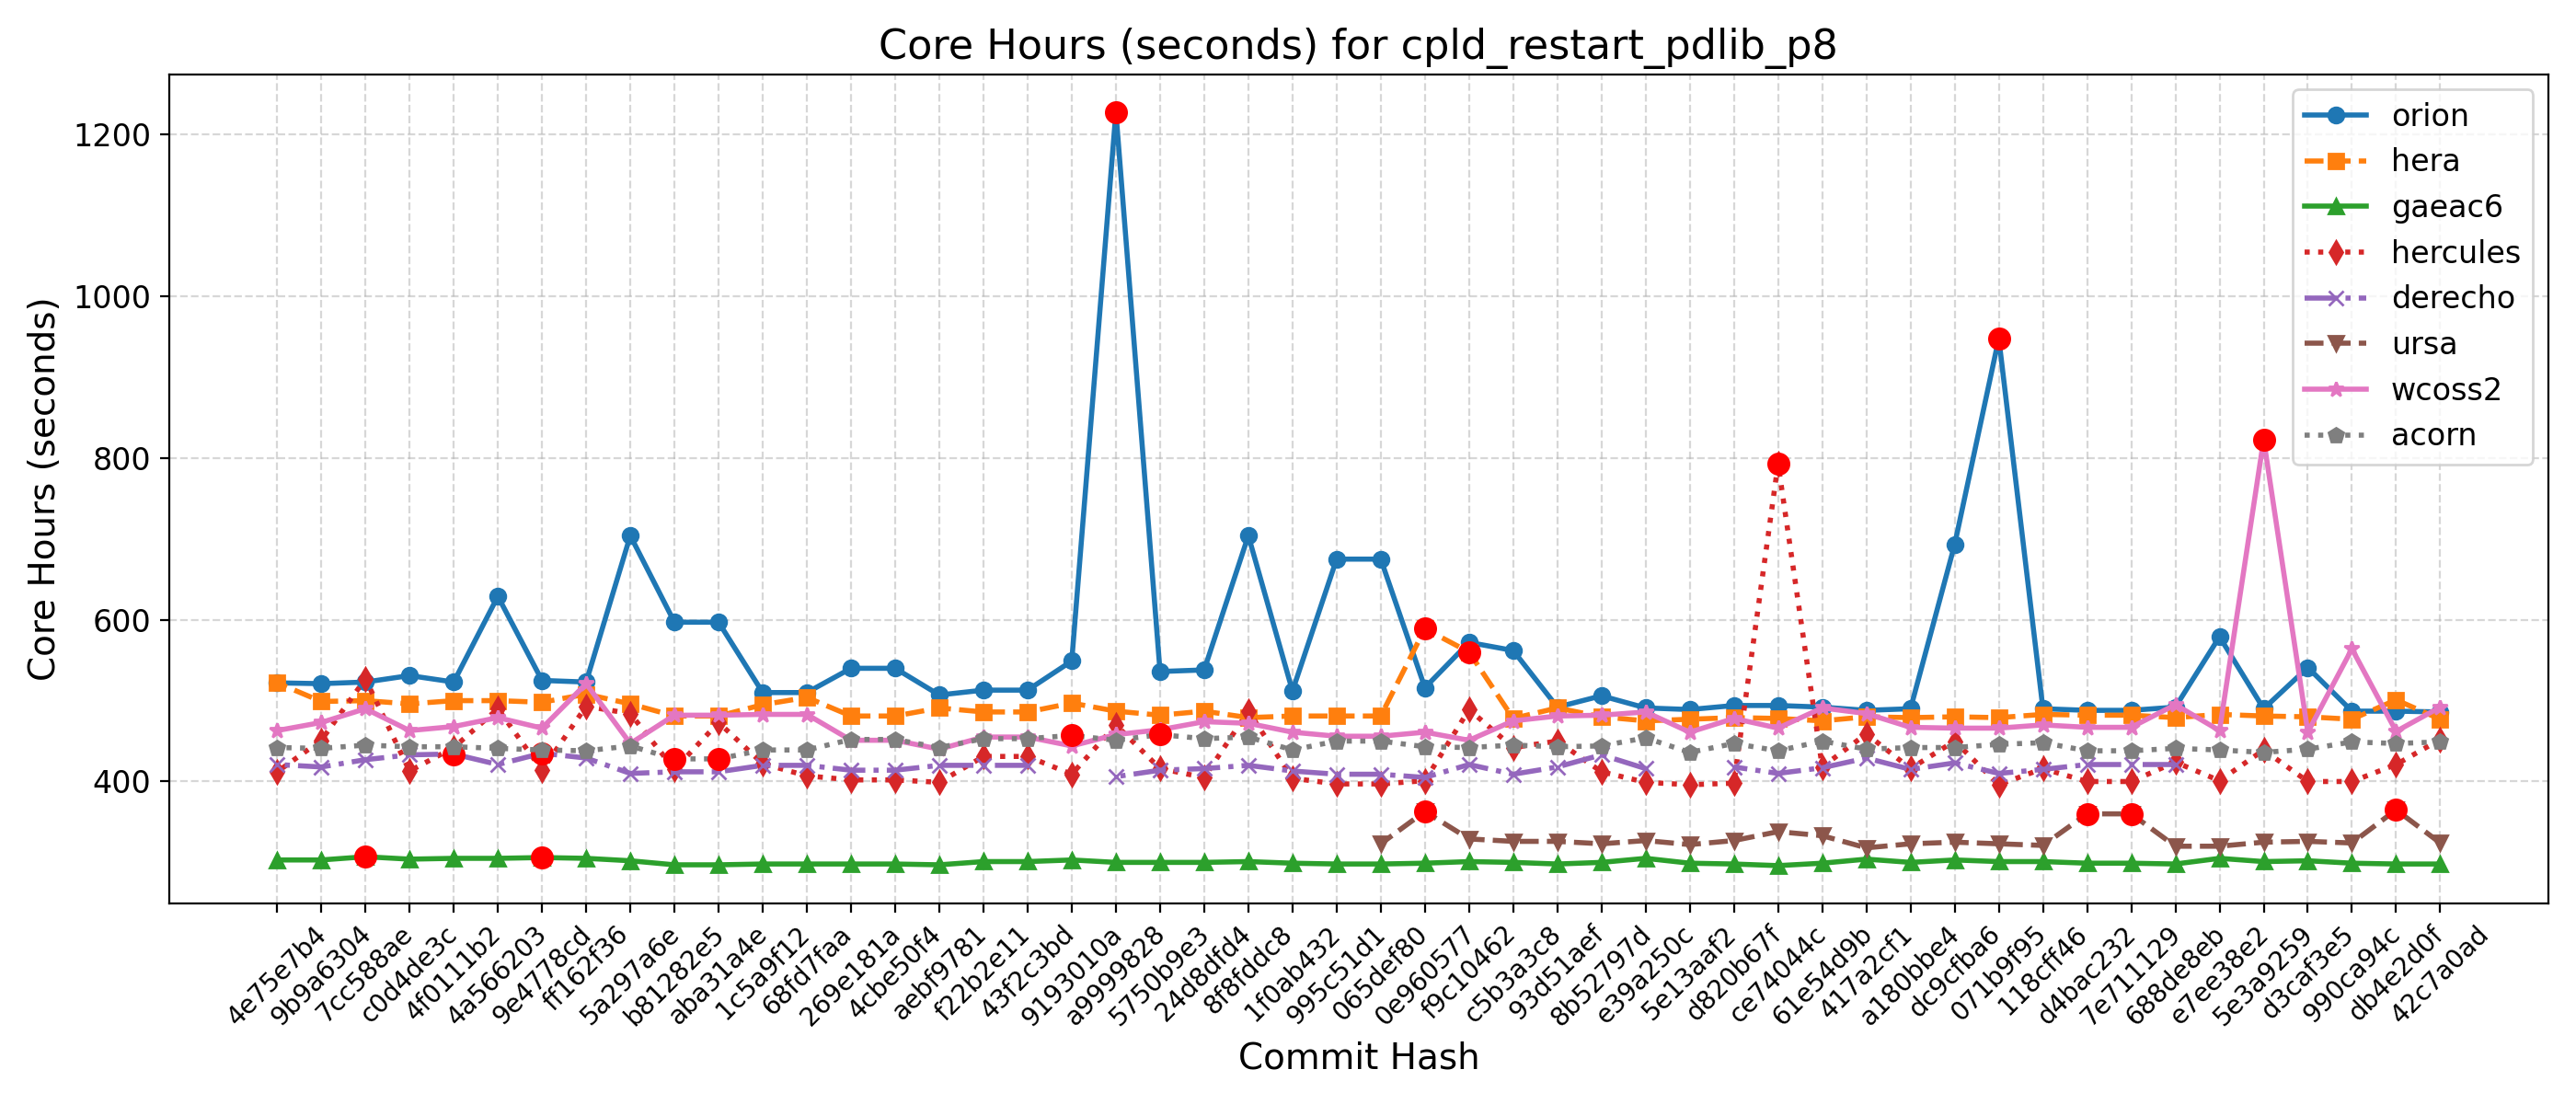 Core Hours (seconds) for cpld_restart_pdlib_p8
Core Hours (seconds)
1200
1000
800
600
400
orion
hera
gaeac6
hercules
derecho
ursa
wcoss2
acorn
4e75e7b4
9b9a6304
7cc588ae
c0d4de3c
4f0111b2
4a566203
9e4778cd
ff162f36
5a297a6e
b81282e5
aba31a4e
1c5a9f12
68fd7faa
269e181a
4cbe50f4
aebf9781
f22b2e11
43f2c3bd
9193010a
a9999828
5750b9e3
24d8dfd4
8f8fddc8
1f0ab432
995c51d1
065def80
0e960577
f9c10462
c5b3a3c8
93d51aef
8b52797d
e39a250c
5e13aaf2
d820b67f
ce74044c
61e54d9b
417a2cf1
a180bbe4
dc9cfba6
071b9f95
118cff46
d4bac232
7e711129
688de8eb
e7ee38e2
5e3a9259
d3caf3e5
990ca94c
db4e2d0f
42c7a0ad
Commit Hash